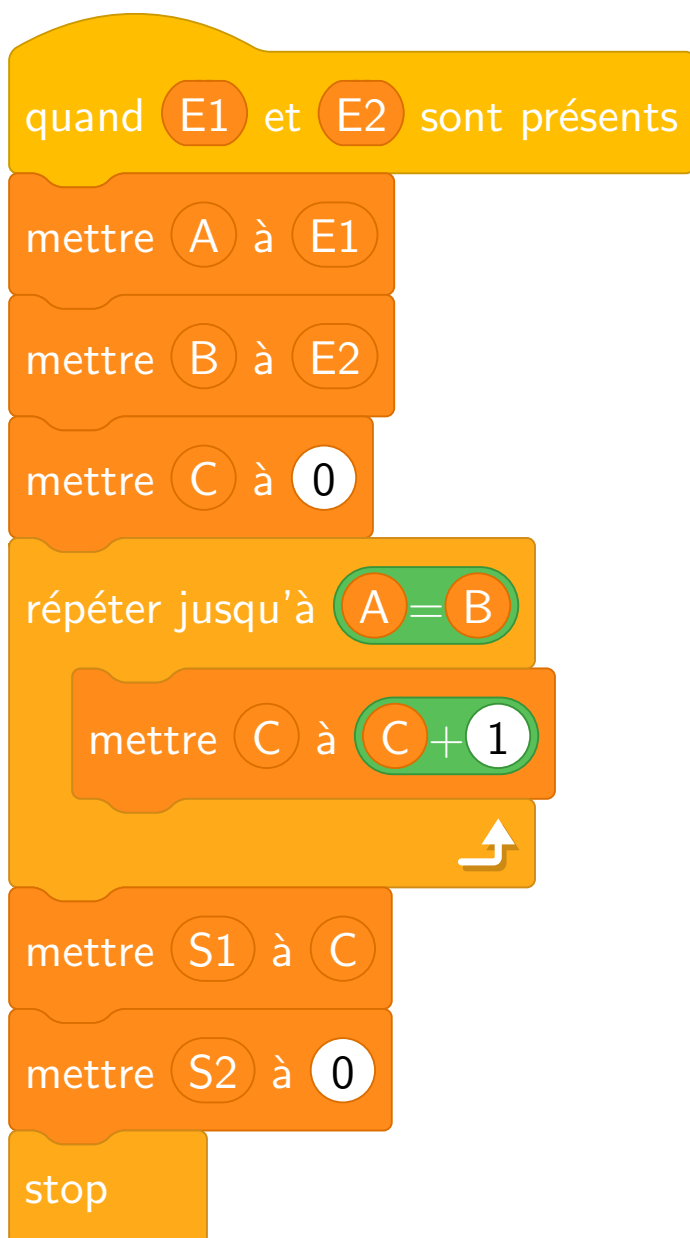 quand E1 et E2 sont présents
mettre A à E1
mettre B à E2
mettre C à 0
répéter jusqu'à A=B
mettre C à C+1
mettre S1 à C
mettre S2 à 0
stop